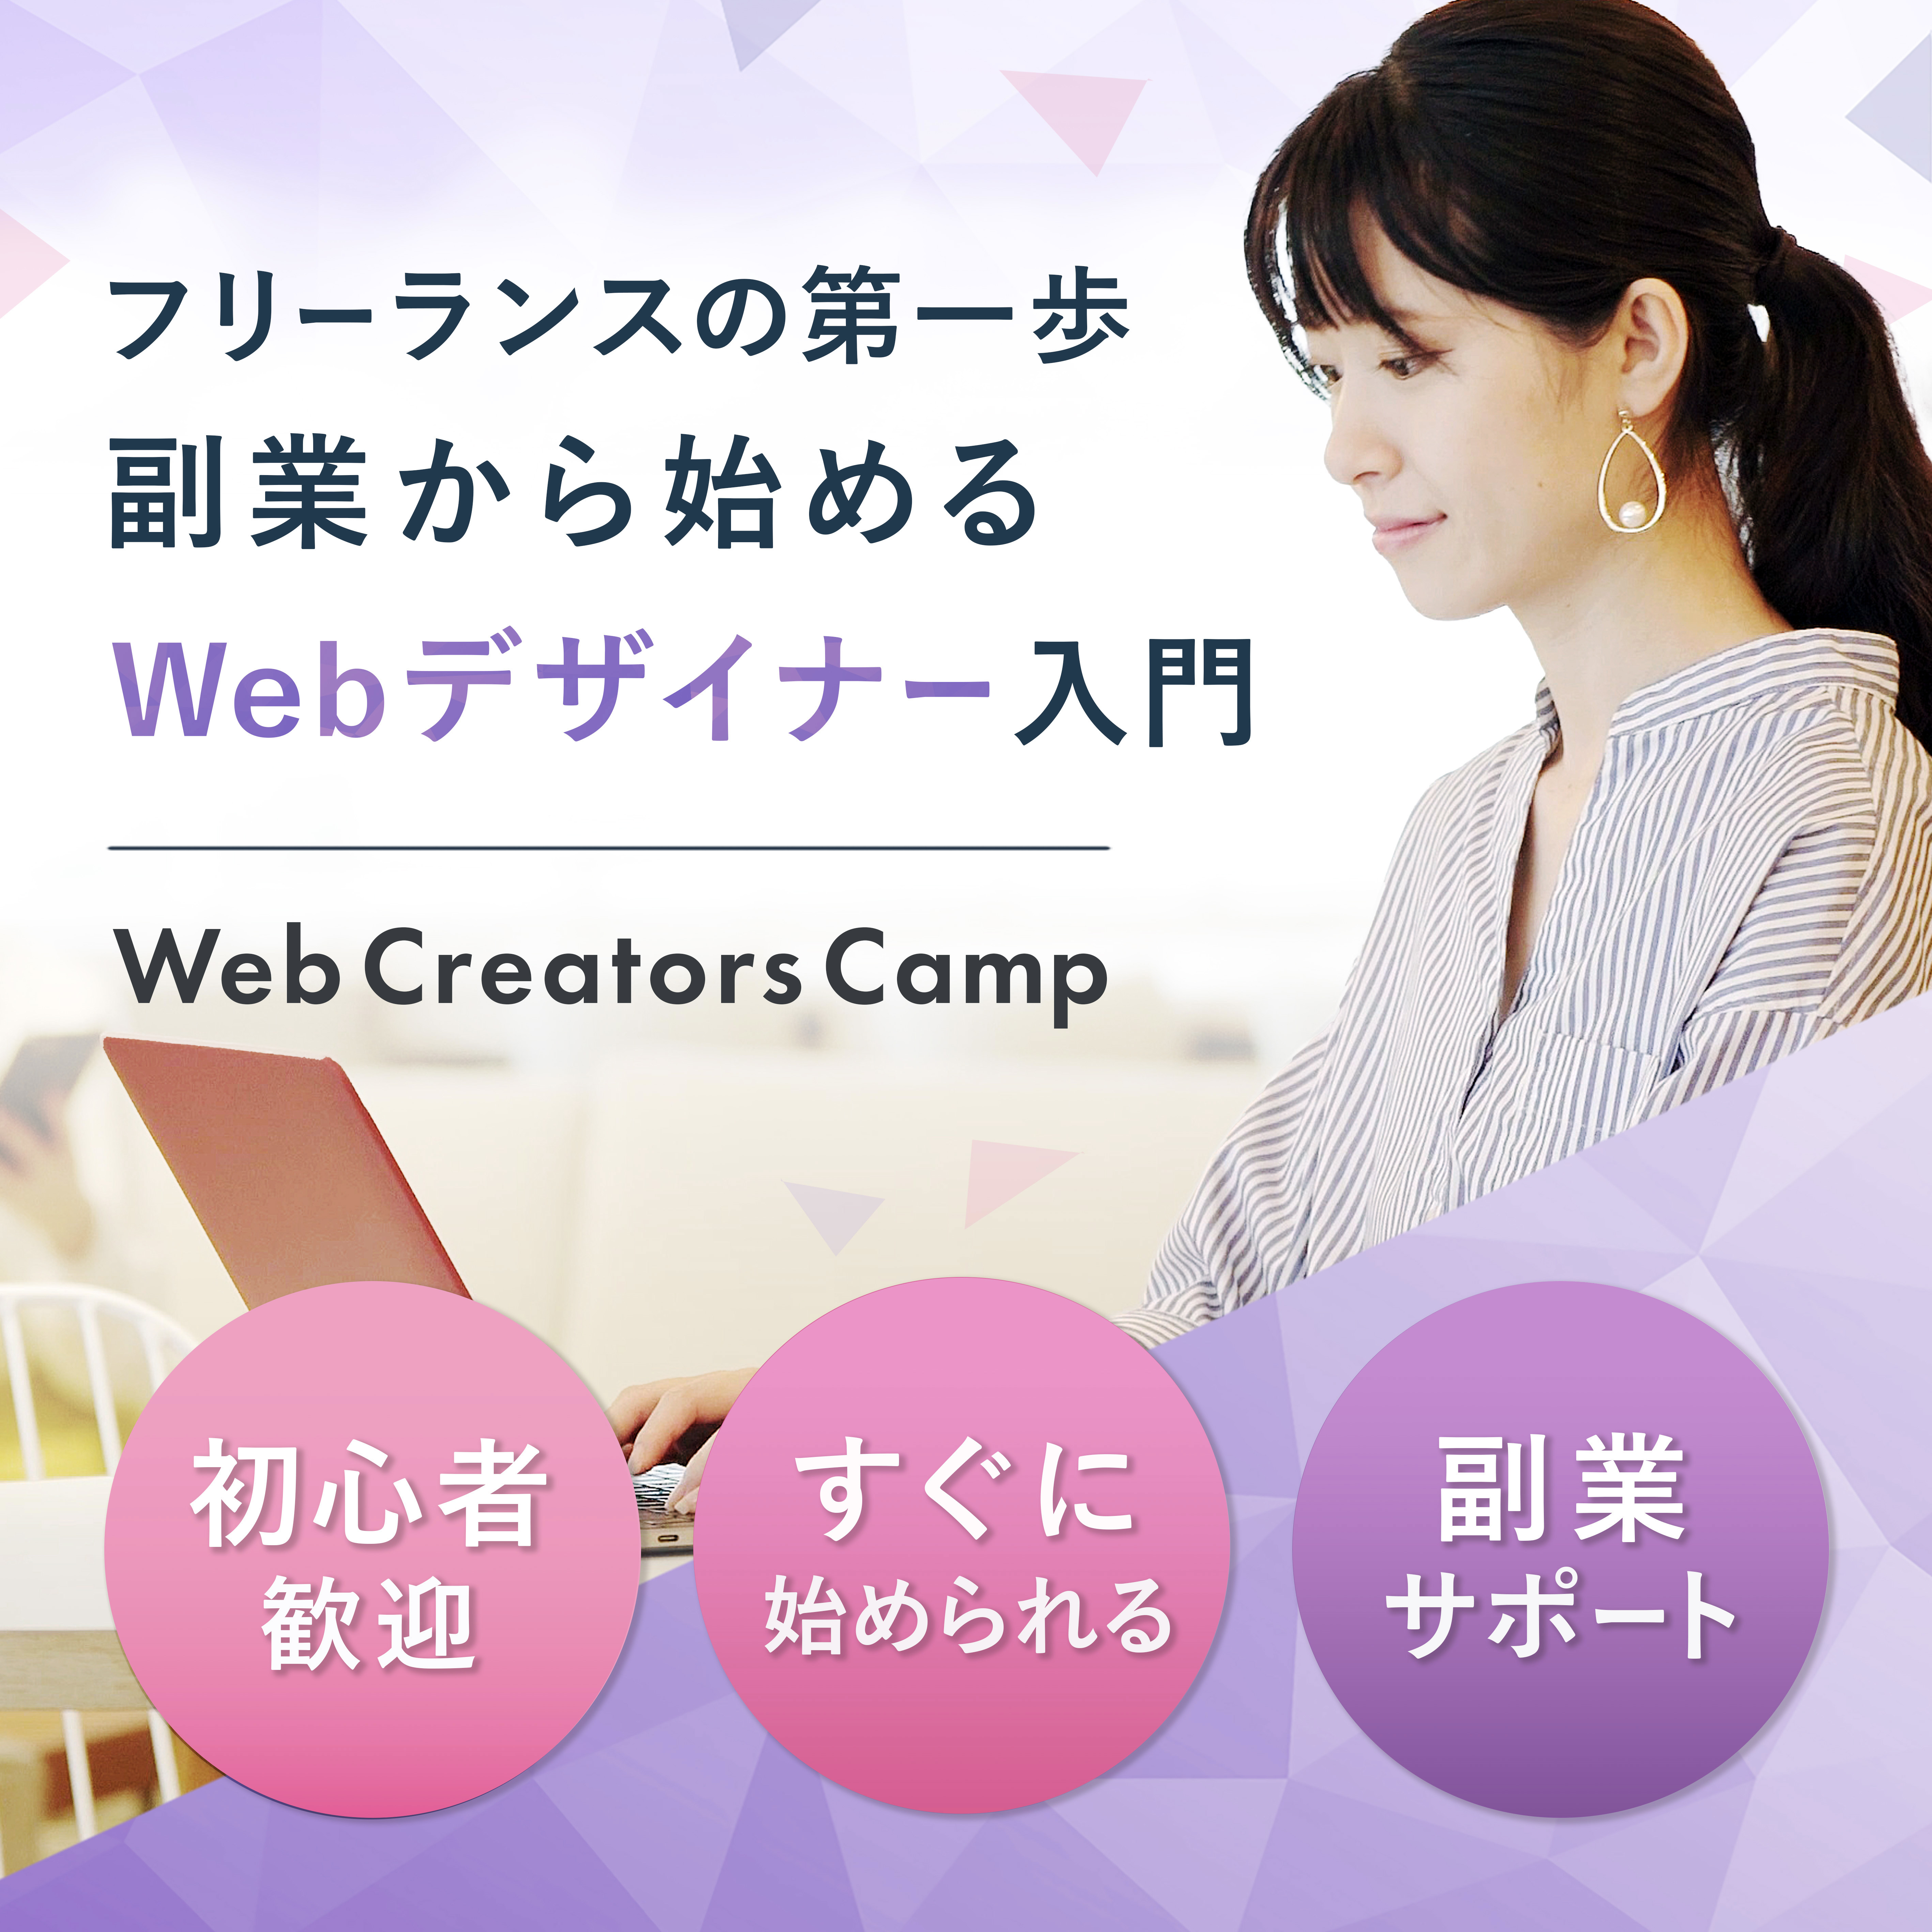 フリーランスの第一歩
副業から始める
Webデザイナー入門
Web Creators Camp
初心者
歓迎
すぐに
始められる
副業
サポート